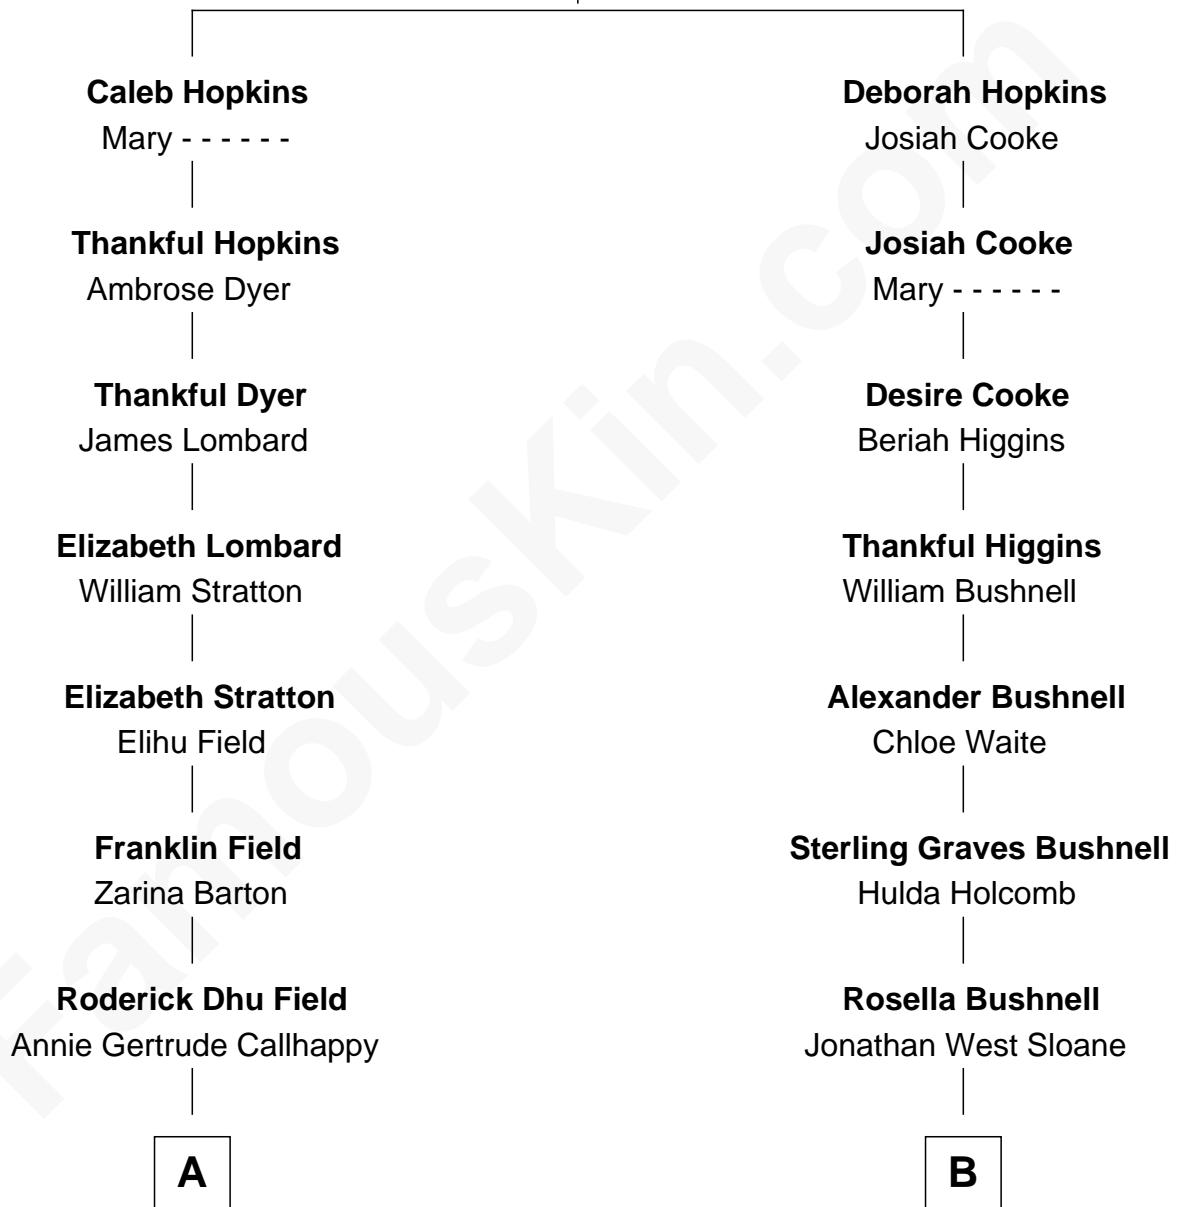 Caleb Hopkins
Mary - - - - - -
Thankful Hopkins
Ambrose Dyer
Thankful Dyer
James Lombard
Elizabeth Lombard
William Stratton
Elizabeth Stratton
Elihu Field
Franklin Field
Zarina Barton
Roderick Dhu Field
Annie Gertrude Callhappy
A
Deborah Hopkins
Josiah Cooke
Josiah Cooke
Mary - - - - - -
Desire Cooke
Beriah Higgins
Thankful Higgins
William Bushnell
Alexander Bushnell
Chloe Waite
Sterling Graves Bushnell
Hulda Holcomb
Rosella Bushnell
Jonathan West Sloane
B
FamousKin.com